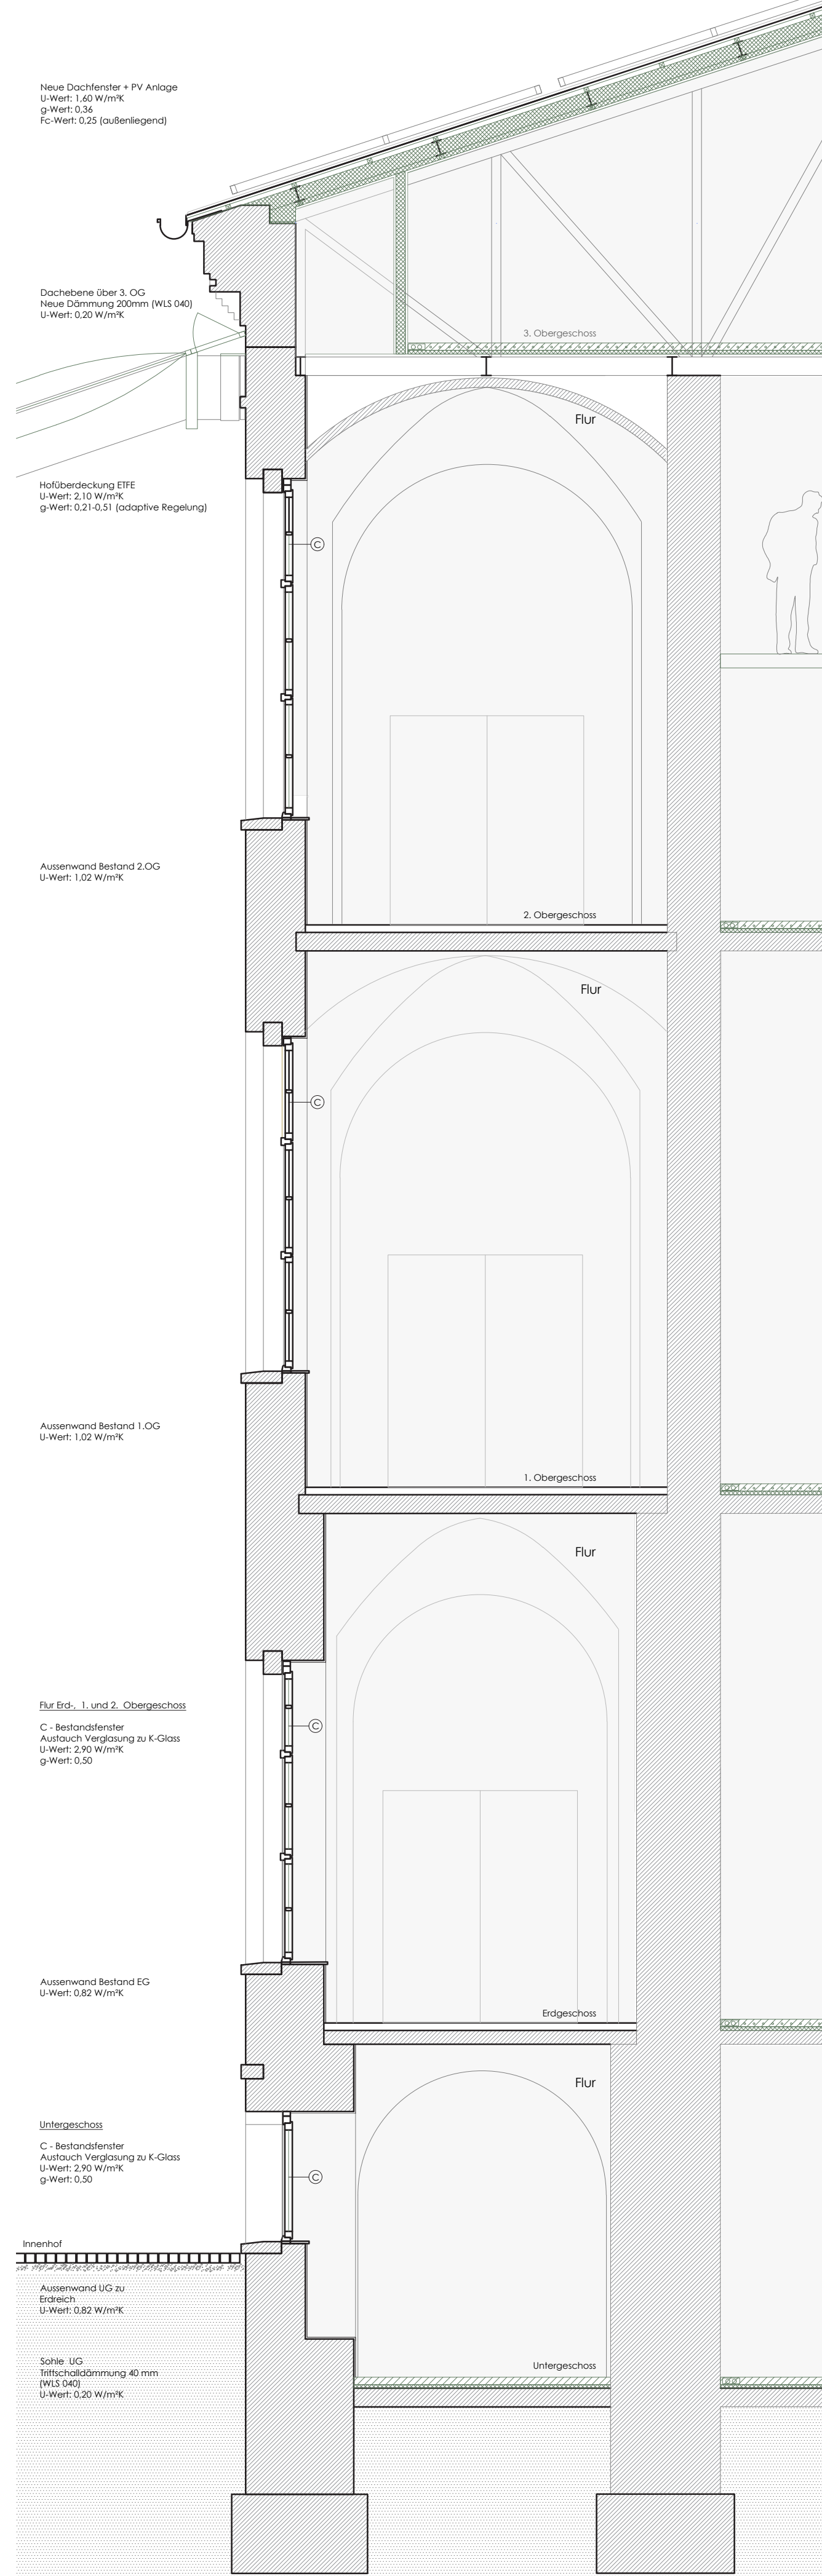 Neue Dachfenster + PV Anlage
U-Wert: 1,60 W/m²K
g-Wert: 0,36
Fc-Wert: 0,25 (außenliegend)
Dachebene über 3. OG
Neue Dämmung 200mm (WLS 040)
U-Wert: 0,20 W/m²K
3. Obergeschoss
Flur
Hofüberdeckung ETFE
U-Wert: 2,10 W/m²K
g-Wert: 0,21-0,51 (adaptive Regelung)
C
Aussenwand Bestand 2.OG
U-Wert: 1,02 W/m²K
2. Obergeschoss
Flur
C
Aussenwand Bestand 1.OG
U-Wert: 1,02 W/m²K
1. Obergeschoss
Flur
Flur Erd-, 1. und 2. Obergeschoss
C - Bestandsfenster
Austauch Verglasung zu K-Glass
U-Wert: 2,90 W/m²K
g-Wert: 0,50
C
Aussenwand Bestand EG
U-Wert: 0,82 W/m²K
Erdgeschoss
Flur
Untergeschoss
C - Bestandsfenster
Austauch Verglasung zu K-Glass
U-Wert: 2,90 W/m²K
g-Wert: 0,50
C
Innenhof
Aussenwand UG zu
Erdreich
U-Wert: 0,82 W/m²K
Sohle UG
Trittschalldämmung 40 mm
(WLS 040)
U-Wert: 0,20 W/m²K
Untergeschoss